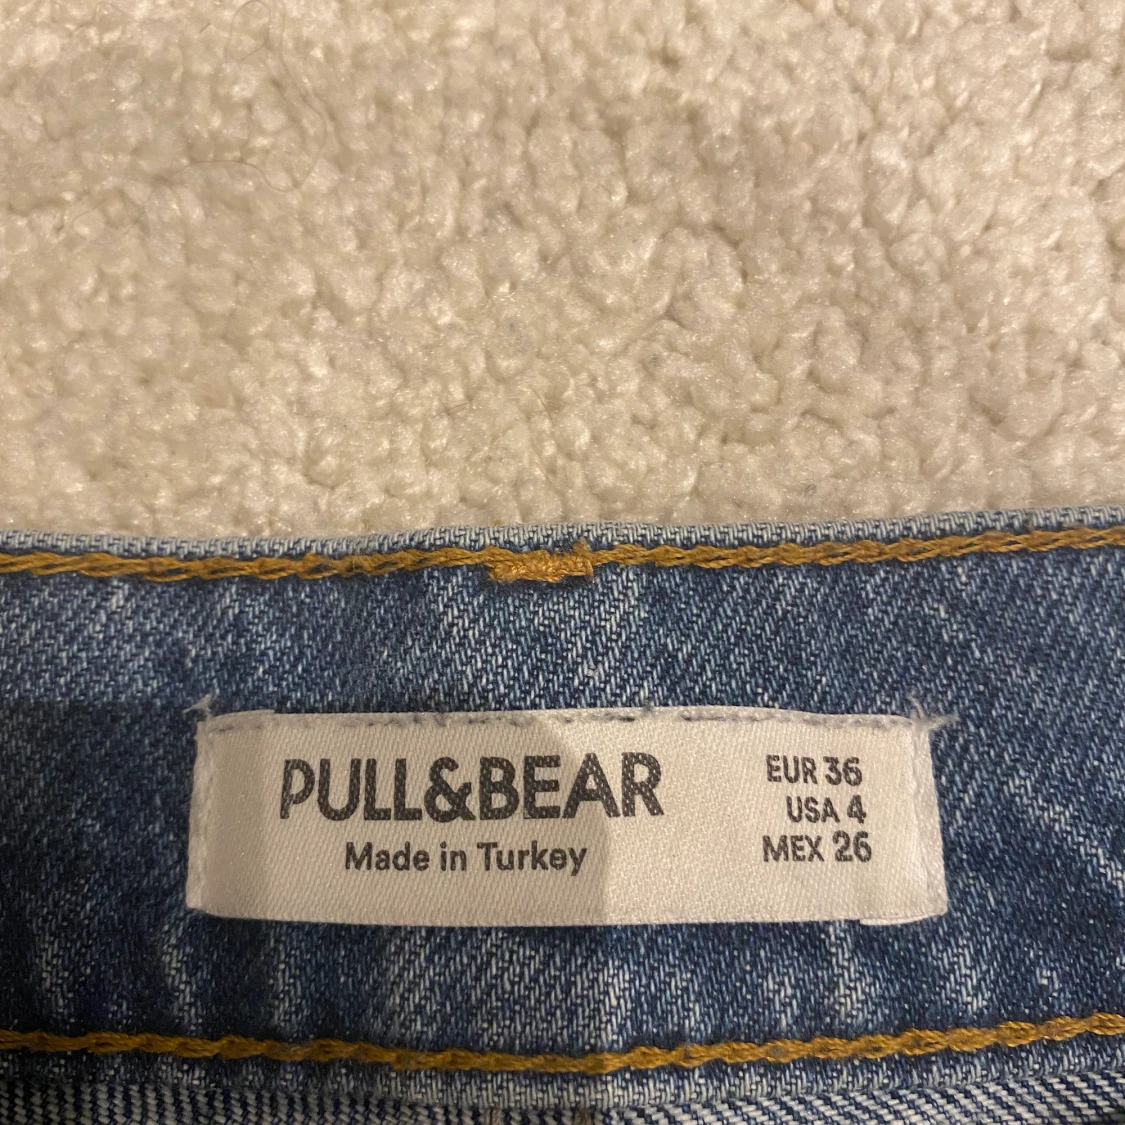 PULL&BEAR
Made in Turkey
EUR 36
USA 4
MEX 26